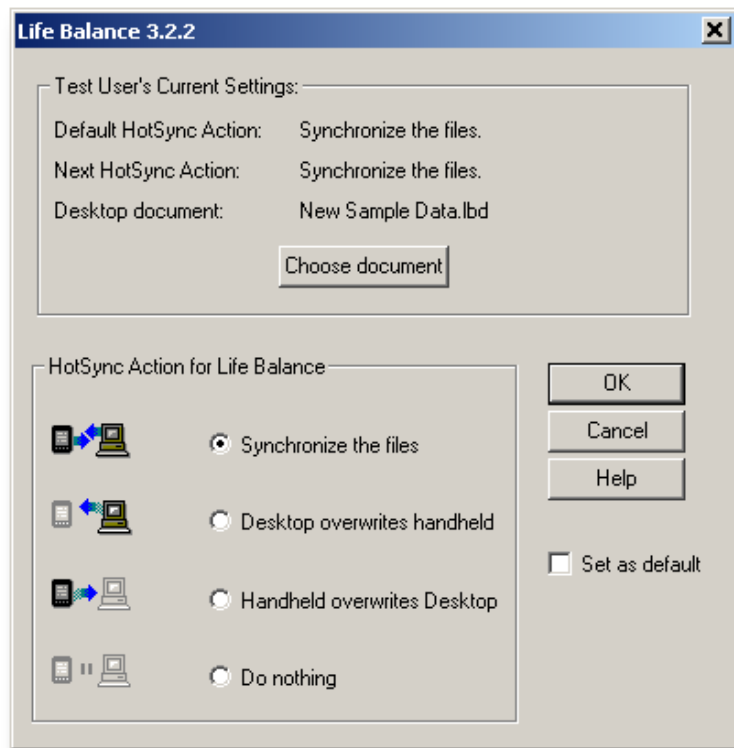 Life Balance 3.2.2
Test User's Current Settings:
Default HotSync Action: Synchronize the files.
Next HotSync Action: Synchronize the files.
Desktop document: New Sample Data.lbd
Choose document
HotSync Action for Life Balance
Synchronize the files
Desktop overwrites handheld
Handheld overwrites Desktop
Do nothing
OK
Cancel
Help
Set as default